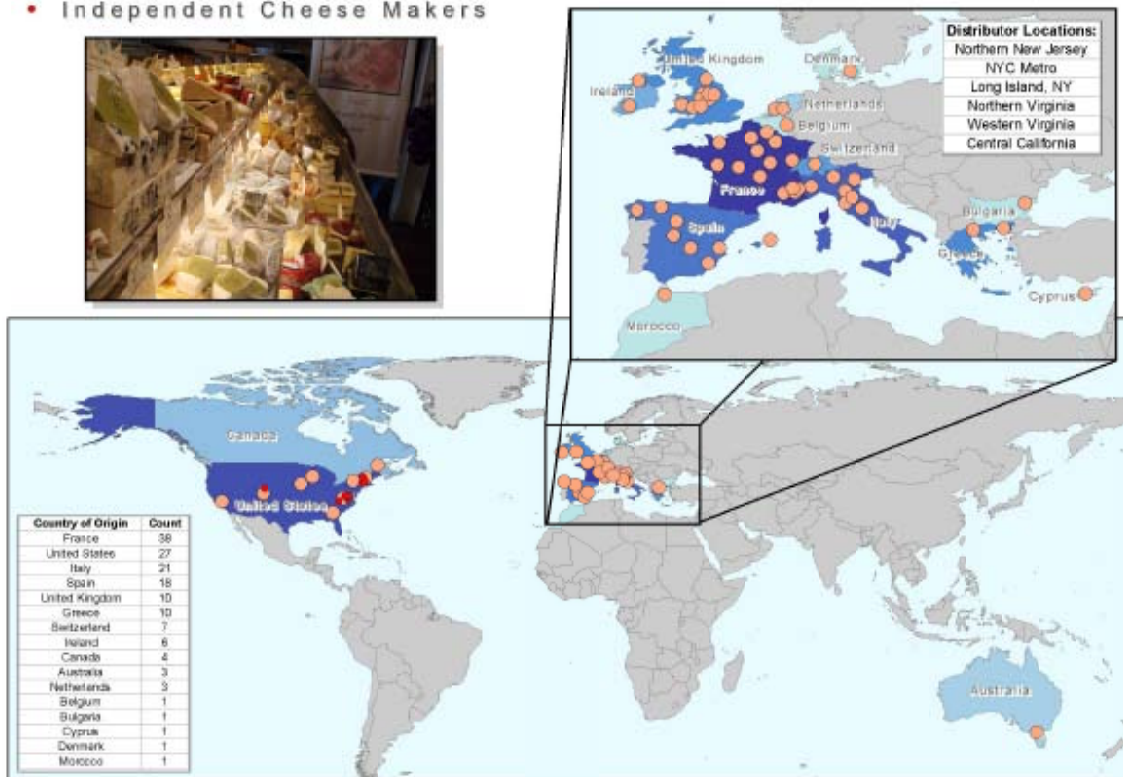 • Independent Cheese Makers
Distributor Locations:
Northern New Jersey
NYC Metro
Long Island, NY
Northern Virginia
Western Virginia
Central California
United Kingdom
Denmark
Ireland
Netherlands
Belgium
Switzerland
France
Italy
Spain
Bulgaria
Greece
Cyprus
Morocco
Canada
United States
Australia
Country of Origin Count
France 38
United States 27
Italy 21
Spain 18
United Kingdom 10
Greece 10
Switzerland 7
Ireland 6
Canada 4
Australia 3
Netherlands 3
Belgium 1
Bulgaria 1
Cyprus 1
Denmark 1
Morocco 1